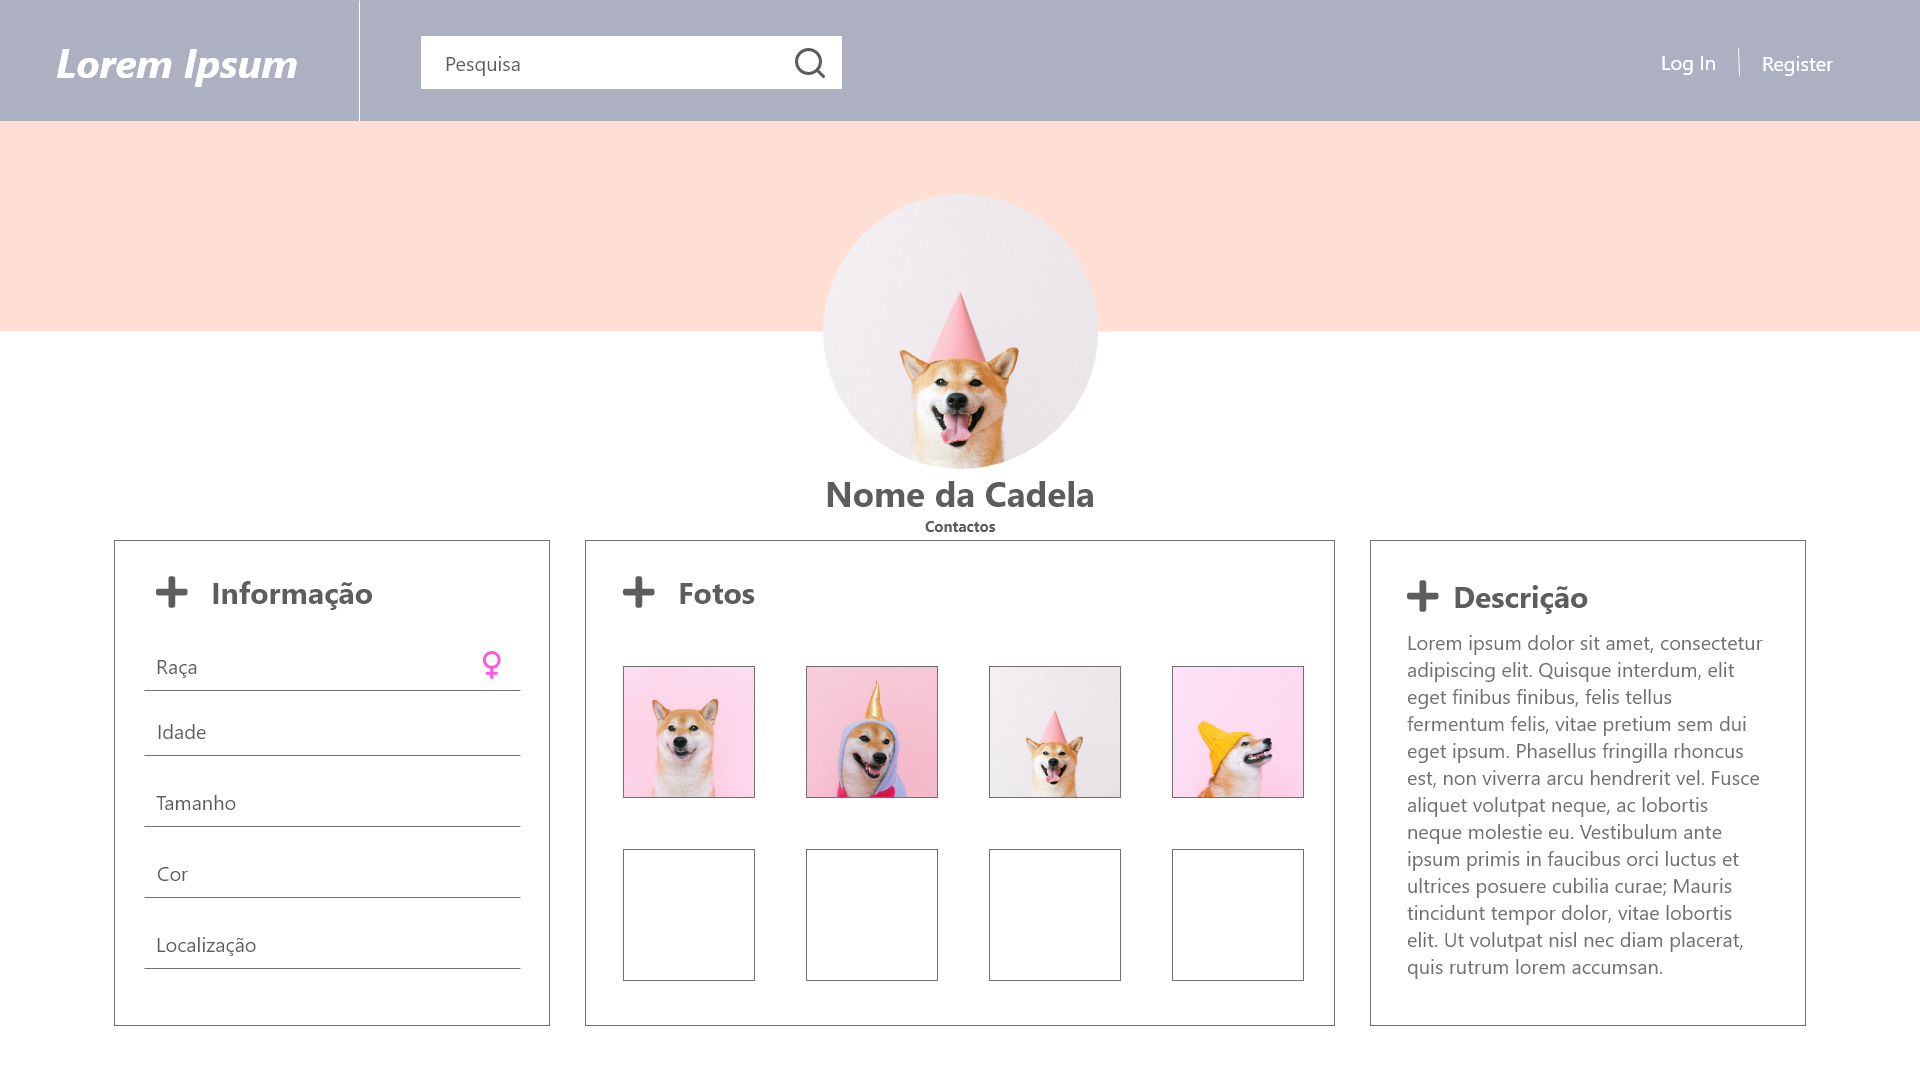 Lorem Ipsum
Pesquisa
Log In
Register
Nome da Cadela
Contactos
Informação
Raça
Idade
Tamanho
Cor
Localização
Fotos
Descrição
Lorem ipsum dolor sit amet, consectetur
adipiscing elit. Quisque interdum, elit
eget finibus finibus, felis tellus
fermentum felis, vitae pretium sem dui
eget ipsum. Phasellus fringilla rhoncus
est, non viverra arcu hendrerit vel. Fusce
aliquet volutpat neque, ac lobortis
neque molestie eu. Vestibulum ante
ipsum primis in faucibus orci luctus et
ultrices posuere cubilia curae; Mauris
tincidunt tempor dolor, vitae lobortis
elit. Ut volutpat nisl nec diam placerat,
quis rutrum lorem accumsan.